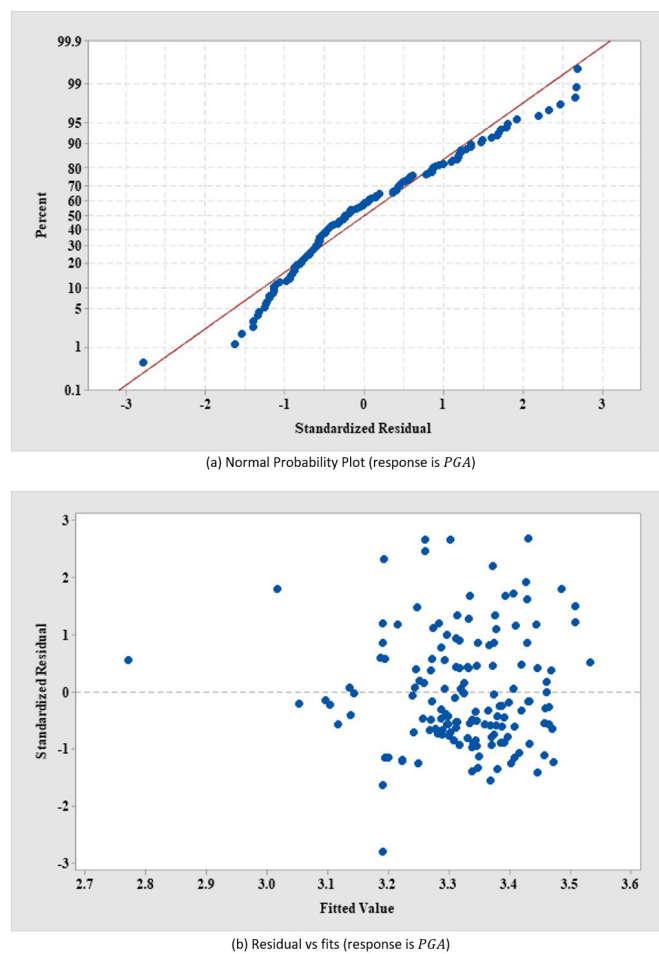 99.9
99
95
90
80
70
60
50
40
30
20
10
5
1
0.1
Percent
-3 -2 -1 0 1 2 3
Standardized Residual
(a) Normal Probability Plot (response is PGA)
3
2
1
0
-1
-2
-3
Standardized Residual
2.7 2.8 2.9 3.0 3.1 3.2 3.3 3.4 3.5 3.6
Fitted Value
(b) Residual vs fits (response is PGA)